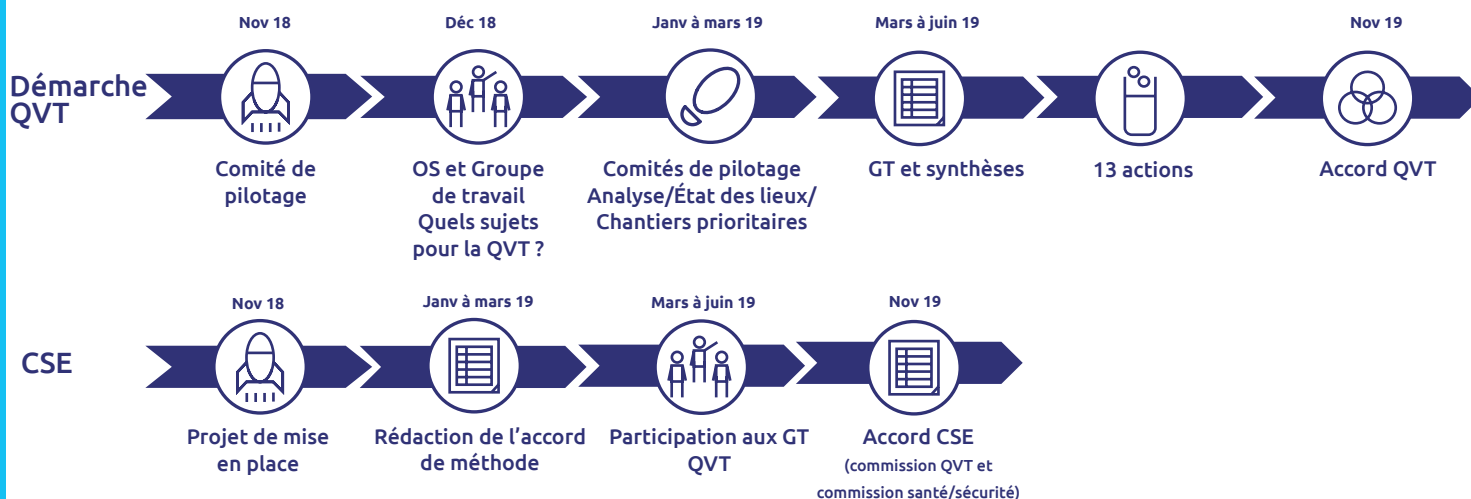 Nov 18
Déc 18
Janv à mars 19
Mars à juin 19
Nov 19
Démarche
QVT
Comité de
pilotage
OS et Groupe
de travail
Quels sujets
pour la QVT ?
Comités de pilotage
Analyse/État des lieux/
Chantiers prioritaires
GT et synthèses
13 actions
Accord QVT
Nov 18
Janv à mars 19
Mars à juin 19
Nov 19
CSE
Projet de mise
en place
Rédaction de l’accord
de méthode
Participation aux GT
QVT
Accord CSE
(commission QVT et
commission santé/sécurité)